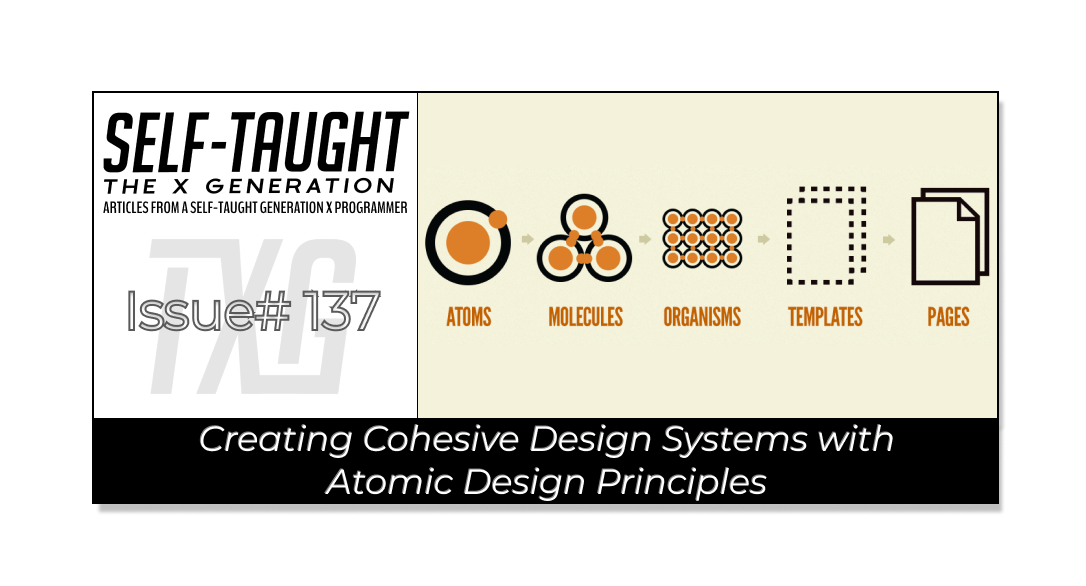 SELF-TAUGHT
THE X GENERATION
ARTICLES FROM A SELF-TAUGHT GENERATION X PROGRAMMER
TXG
Issue# 137
ATOMS
MOLECULES
ORGANISMS
TEMPLATES
PAGES
Creating Cohesive Design Systems with
Atomic Design Principles